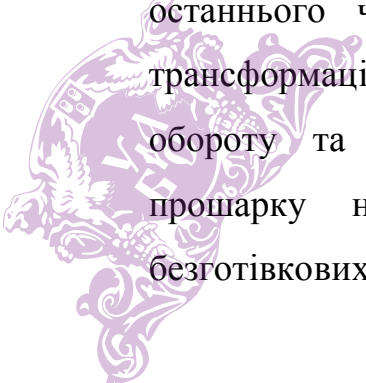 останнього
трансформаці
обороту та
прошарку н
безготівкових